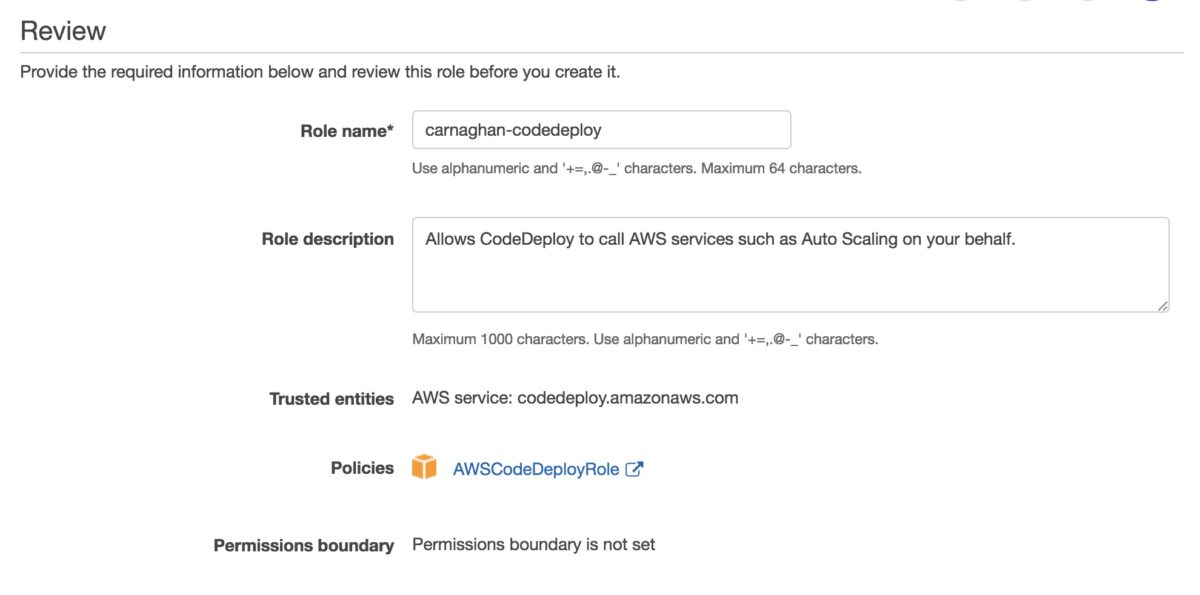 Review
Provide the required information below and review this role before you create it.
Role name* carnaghan-codedeploy
Use alphanumeric and '+=,.@-_' characters. Maximum 64 characters.
Role description Allows CodeDeploy to call AWS services such as Auto Scaling on your behalf.
Maximum 1000 characters. Use alphanumeric and '+=,.@-_' characters.
Trusted entities AWS service: codedeploy.amazonaws.com
Policies AWSCodeDeployRole
Permissions boundary Permissions boundary is not set